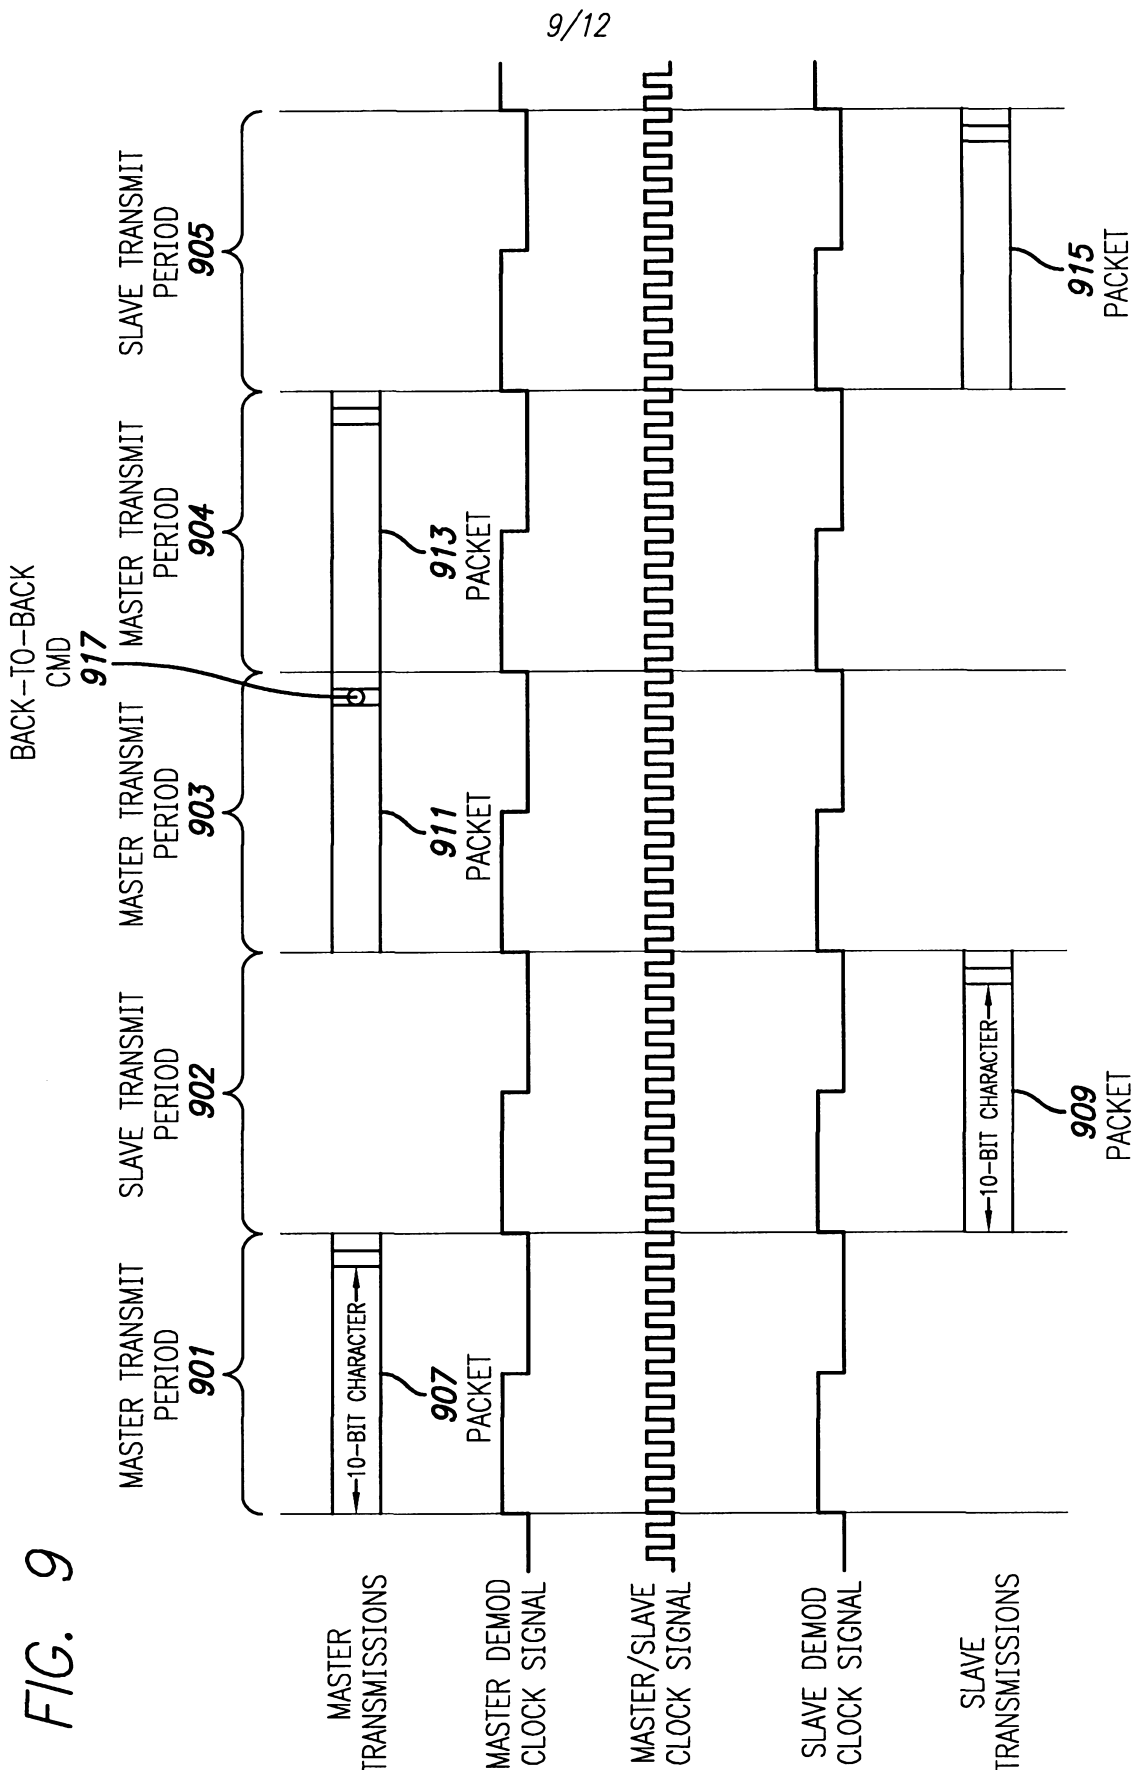 9/12
FIG. 9
BACK-TO-BACK
CMD
917
MASTER TRANSMIT
PERIOD
901
SLAVE TRANSMIT
PERIOD
902
MASTER TRANSMIT
PERIOD
903
MASTER TRANSMIT
PERIOD
904
SLAVE TRANSMIT
PERIOD
905
MASTER
TRANSMISSIONS
10-BIT CHARACTER
907
PACKET
911
PACKET
913
PACKET
MASTER DEMOD
CLOCK SIGNAL
MASTER/SLAVE
CLOCK SIGNAL
SLAVE DEMOD
CLOCK SIGNAL
SLAVE
TRANSMISSIONS
10-BIT CHARACTER
909
PACKET
915
PACKET